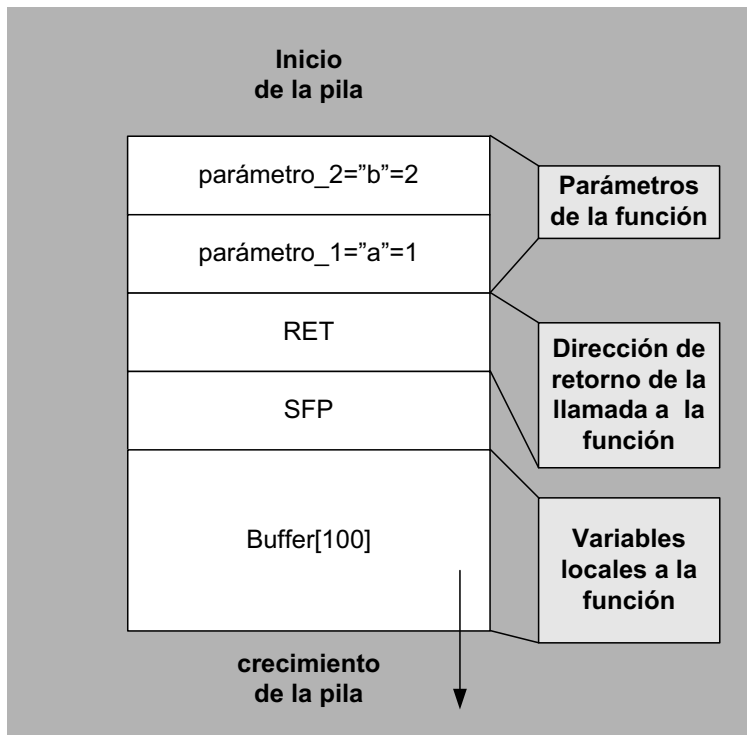 Inicio
de la pila
parámetro_2=”b”=2
Parámetros
de la función
parámetro_1=”a”=1
RET
Dirección de
retorno de la
llamada a la
función
SFP
Buffer[100]
Variables
locales a la
función
crecimiento
de la pila